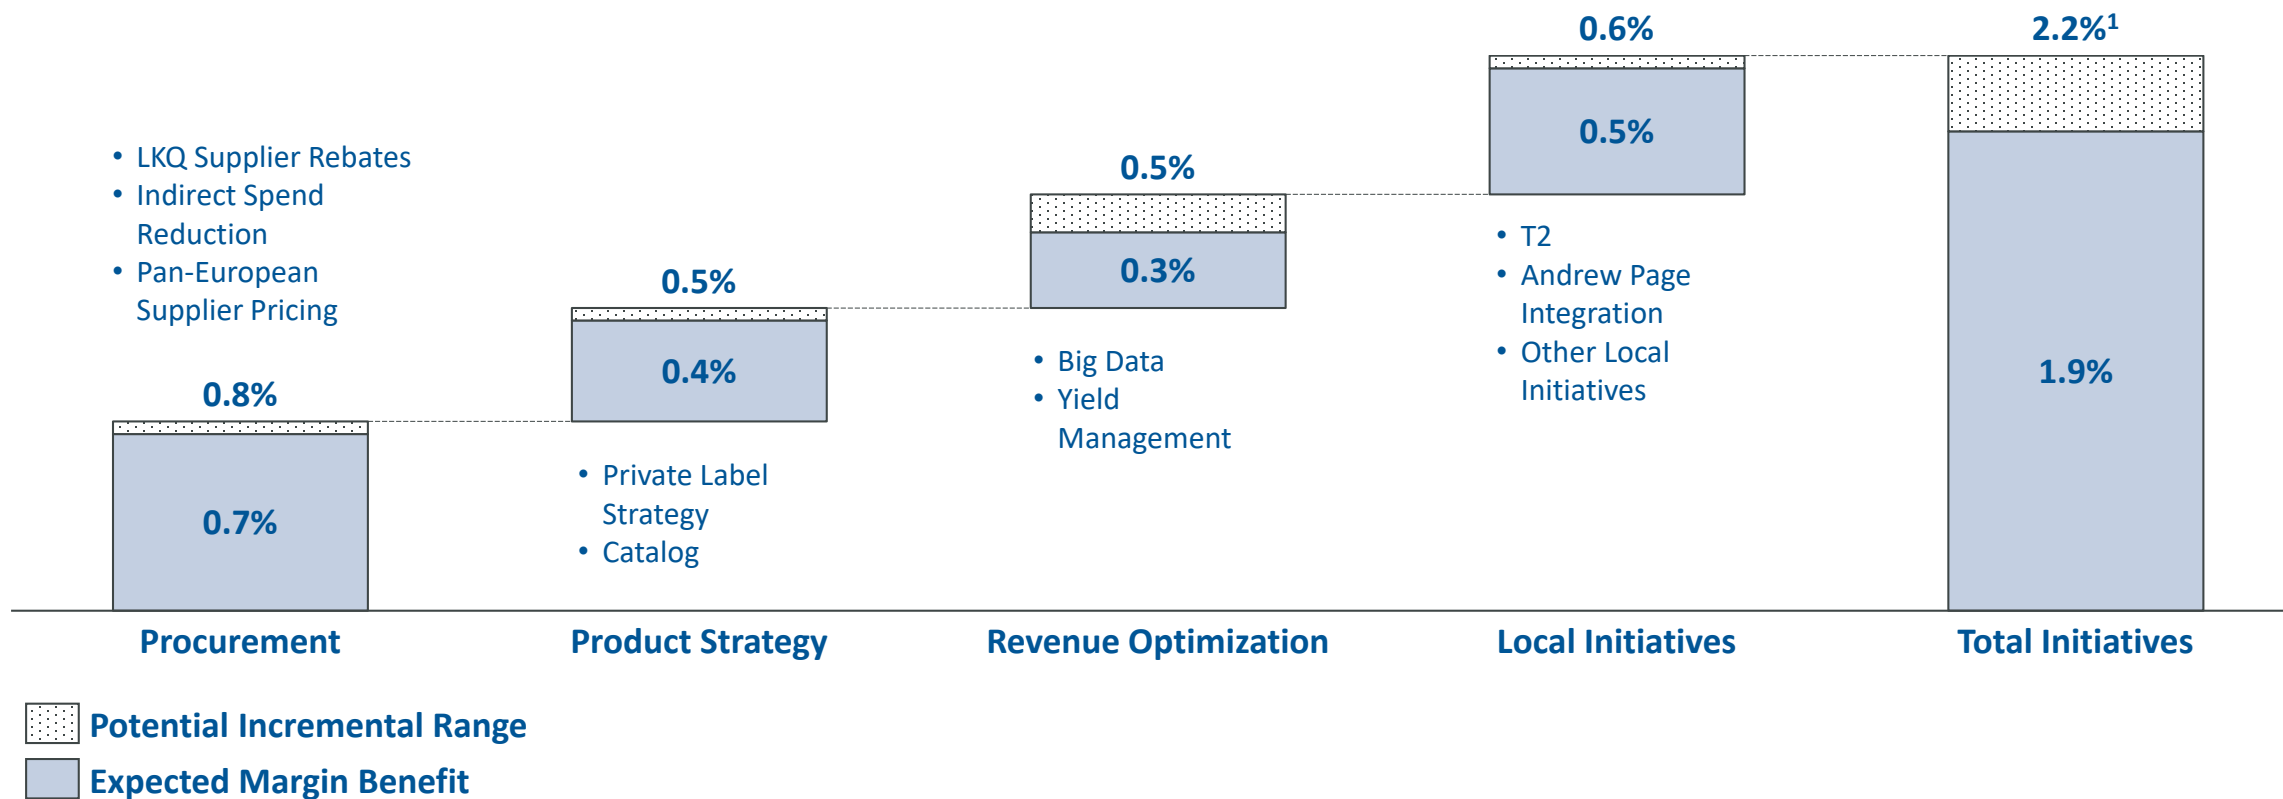 0.8%
• LKQ Supplier Rebates
• Indirect Spend
Reduction
• Pan-European
Supplier Pricing
0.7%
Procurement
0.5%
0.4%
• Private Label
Strategy
• Catalog
Product Strategy
0.5%
0.3%
• Big Data
• Yield
Management
Revenue Optimization
0.6%
0.5%
• T2
• Andrew Page
Integration
• Other Local
Initiatives
Local Initiatives
2.2%¹
1.9%
Total Initiatives
Potential Incremental Range
Expected Margin Benefit